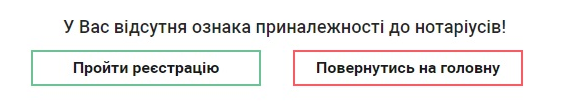 У Вас відсутня ознака приналежності до нотаріусів!
Пройти реєстрацію
Повернутись на головну